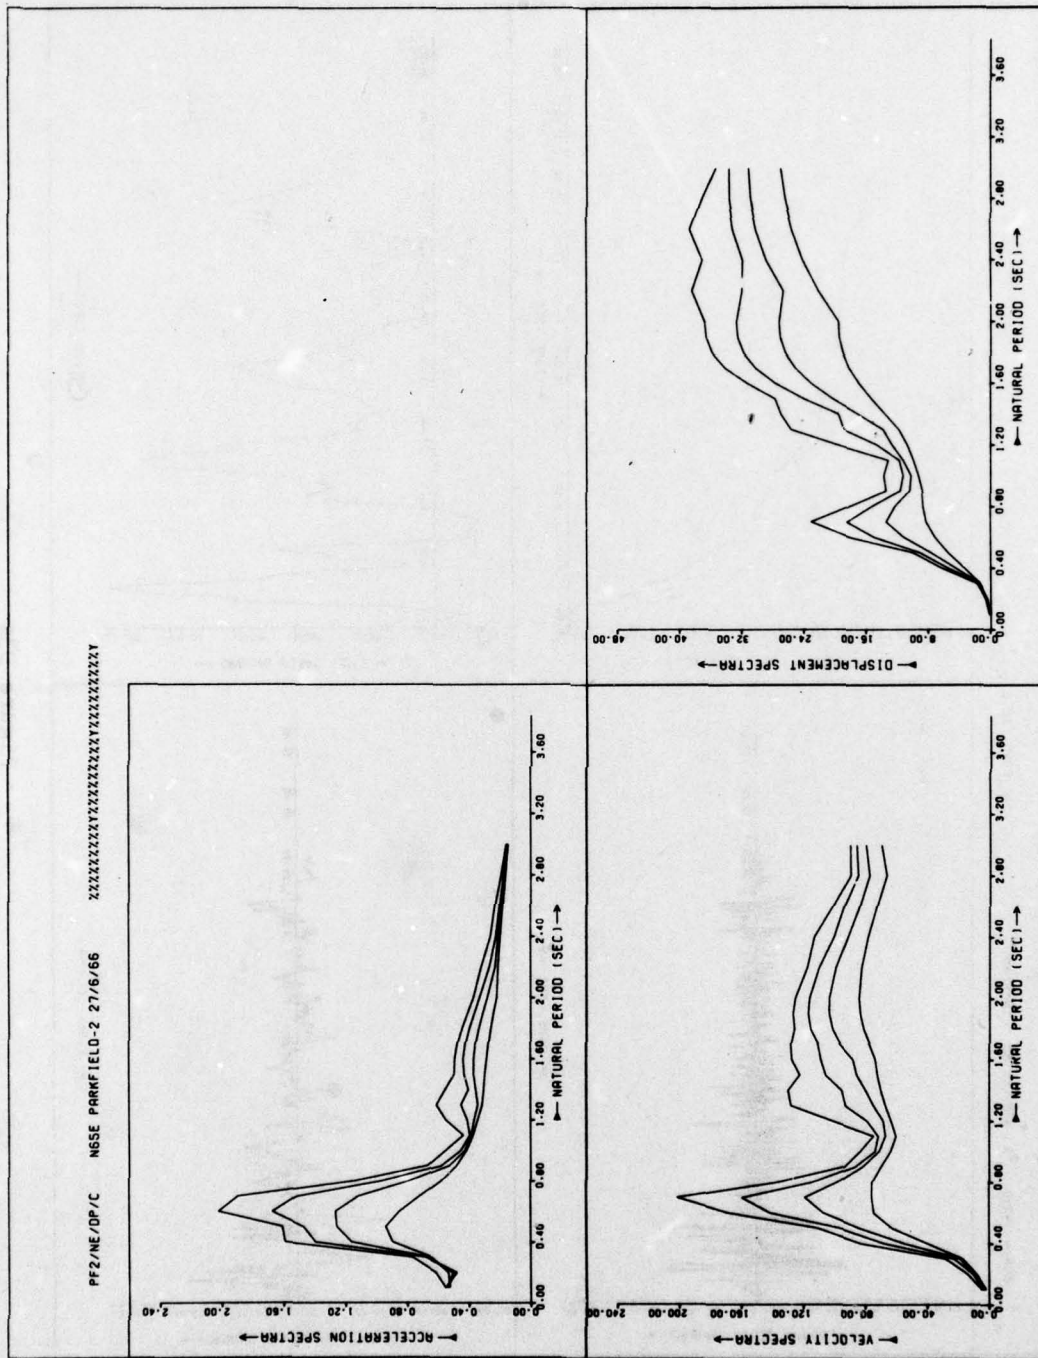 PF2/NE/DP/C N65E PARKFIELD-2 27/6/66
ACCELERATION SPECTRA
2.40
2.00
1.60
1.20
0.80
0.40
0.00
0.00 0.40 0.80 1.20 1.60 2.00 2.40 2.80 3.20 3.60
NATURAL PERIOD (SEC)
VELOCITY SPECTRA
240.00
200.00
160.00
120.00
80.00
40.00
0.00
0.00 0.40 0.80 1.20 1.60 2.00 2.40 2.80 3.20 3.60
NATURAL PERIOD (SEC)
DISPLACEMENT SPECTRA
48.00
40.00
32.00
24.00
16.00
8.00
0.00
0.00 0.40 0.80 1.20 1.60 2.00 2.40 2.80 3.20 3.60
NATURAL PERIOD (SEC)